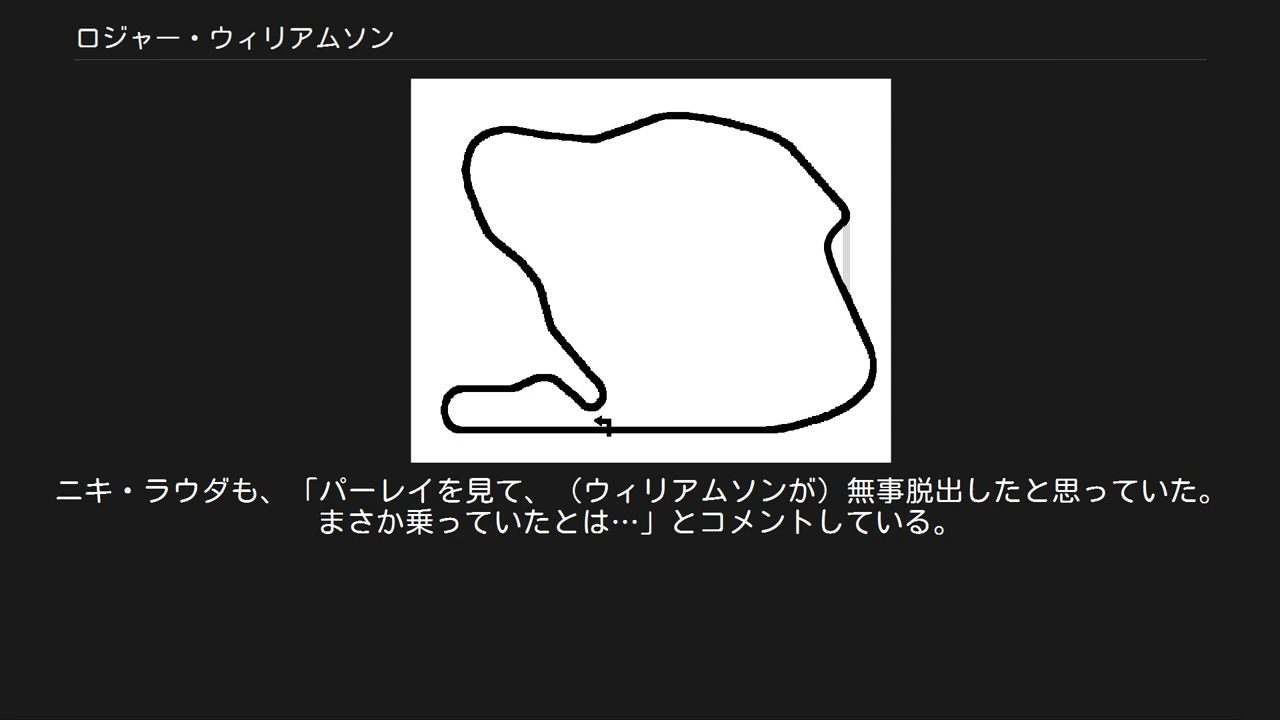 ロジャー・ウィリアムソン
ニキ・ラウダも、「パーレイを見て、（ウィリアムソンが）無事脱出したと思っていた。
まさか乗っていたとは…」とコメントしている。